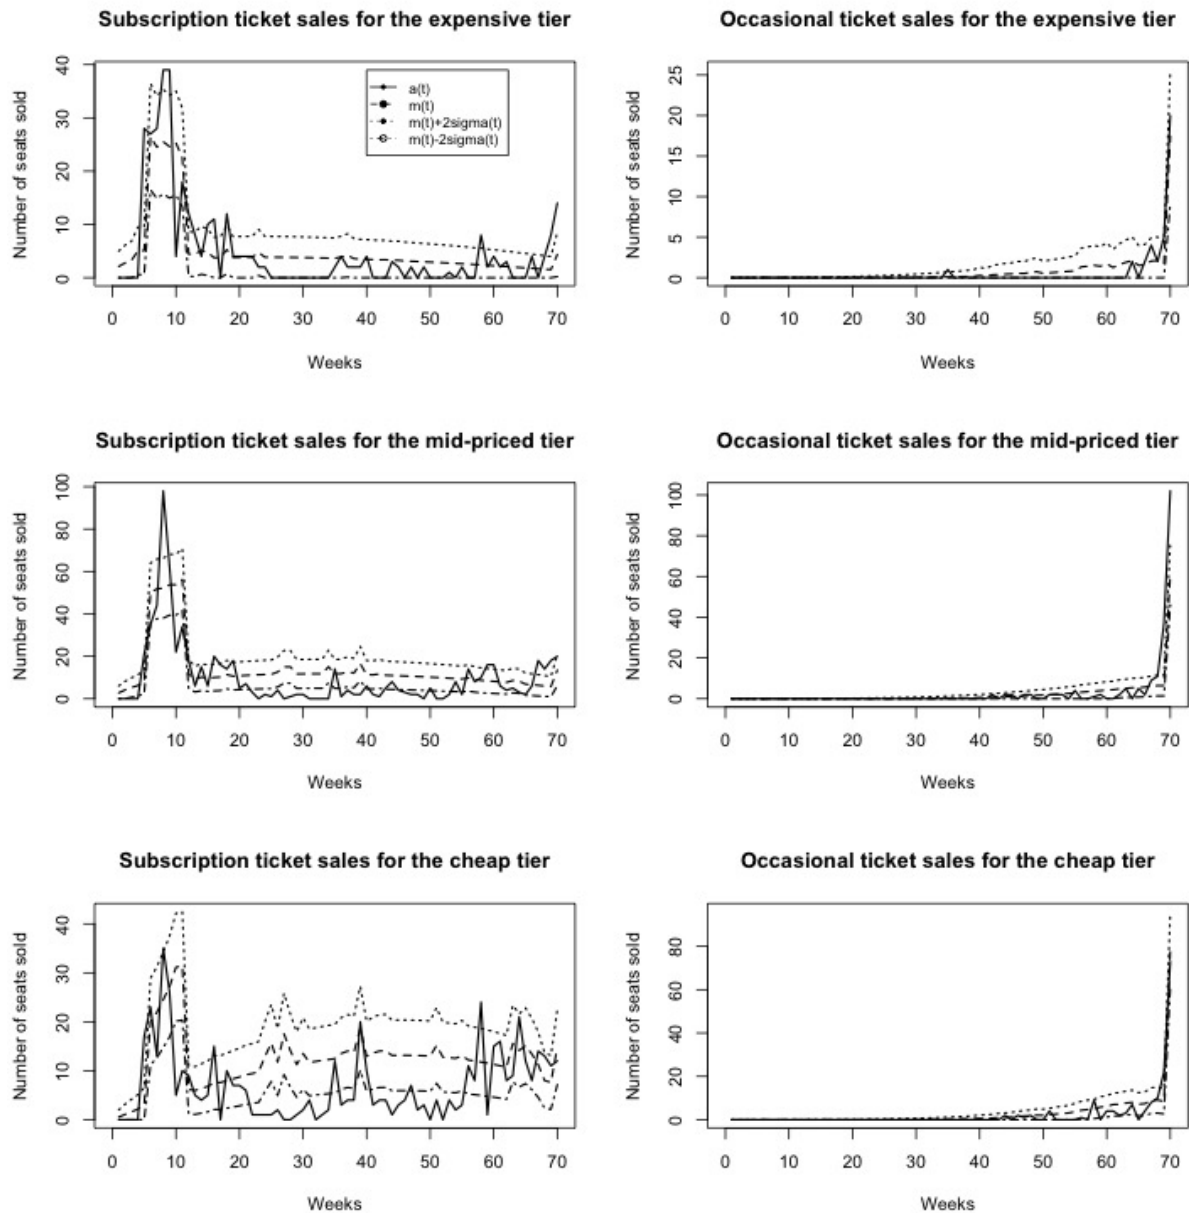 Subscription ticket sales for the expensive tier
Number of seats sold
0 10 20 30 40
a(t)
m(t)
m(t)+2sigma(t)
m(t)-2sigma(t)
0 10 20 30 40 50 60 70
Weeks
Occasional ticket sales for the expensive tier
Number of seats sold
0 5 10 15 20 25
0 10 20 30 40 50 60 70
Weeks
Subscription ticket sales for the mid-priced tier
Number of seats sold
0 20 40 60 80 100
0 10 20 30 40 50 60 70
Weeks
Occasional ticket sales for the mid-priced tier
Number of seats sold
0 20 40 60 80 100
0 10 20 30 40 50 60 70
Weeks
Subscription ticket sales for the cheap tier
Number of seats sold
0 10 20 30 40
0 10 20 30 40 50 60 70
Weeks
Occasional ticket sales for the cheap tier
Number of seats sold
0 20 40 60 80
0 10 20 30 40 50 60 70
Weeks